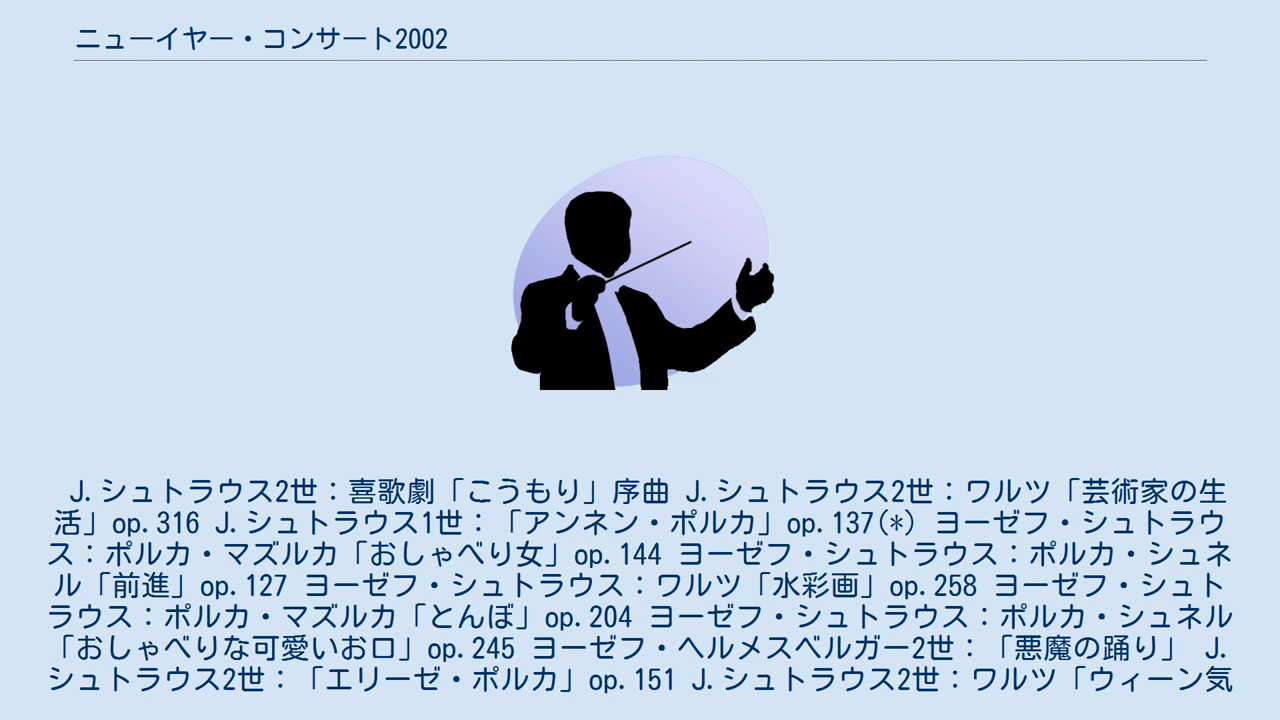 ニューイヤー・コンサート2002
J.シュトラウス2世：喜歌劇「こうもり」序曲 J.シュトラウス2世：ワルツ「芸術家の生
活」op.316 J.シュトラウス1世：「アンネン・ポルカ」op.137(*) ヨーゼフ・シュトラウ
ス：ポルカ・マズルカ「おしゃべり女」op.144 ヨーゼフ・シュトラウス：ポルカ・シュネ
ル「前進」op.127 ヨーゼフ・シュトラウス：ワルツ「水彩画」op.258 ヨーゼフ・シュト
ラウス：ポルカ・マズルカ「とんぼ」op.204 ヨーゼフ・シュトラウス：ポルカ・シュネル
「おしゃべりな可愛いお口」op.245 ヨーゼフ・ヘルメスベルガー2世：「悪魔の踊り」 J.
シュトラウス2世：「エリーゼ・ポルカ」op.151 J.シュトラウス2世：ワルツ「ウィーン気